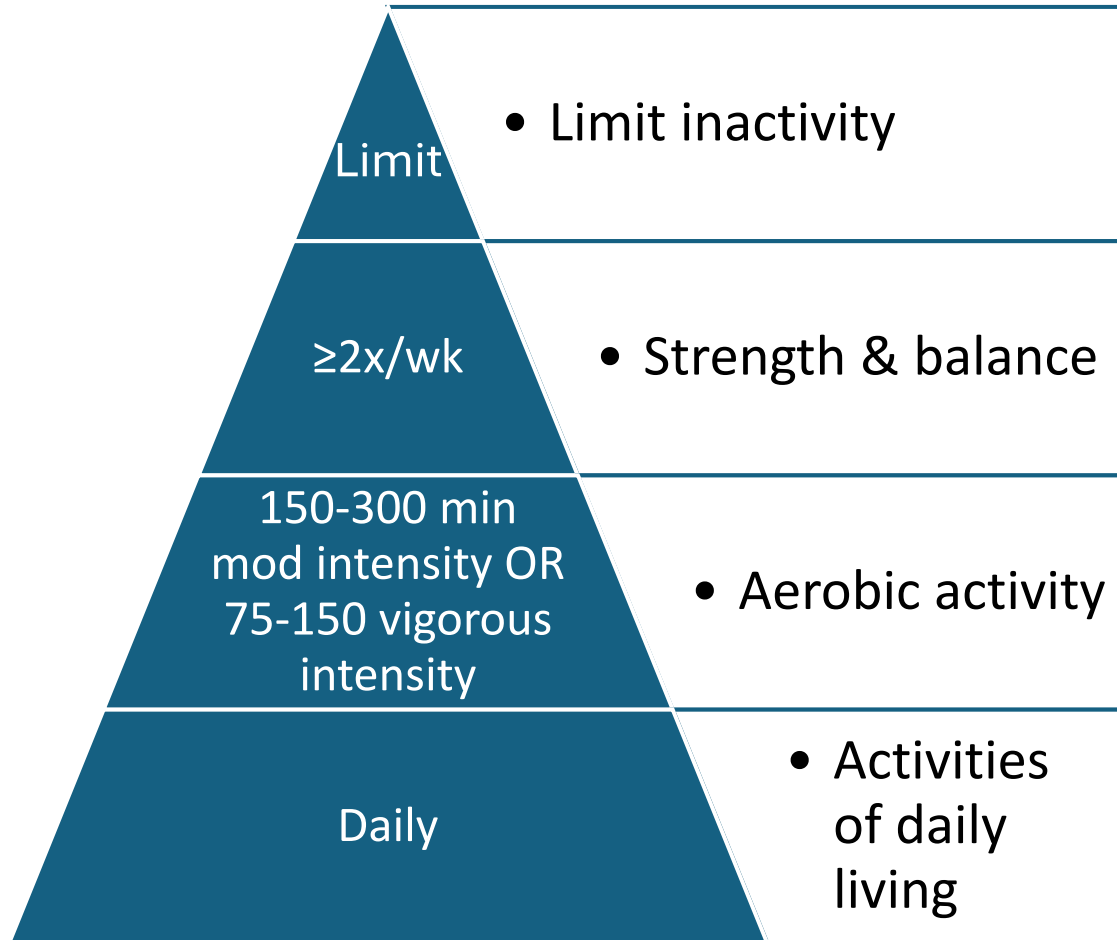 Limit
• Limit inactivity
≥2x/wk
• Strength & balance
150-300 min
mod intensity OR
75-150 vigorous
intensity
• Aerobic activity
Daily
• Activities
of daily
living